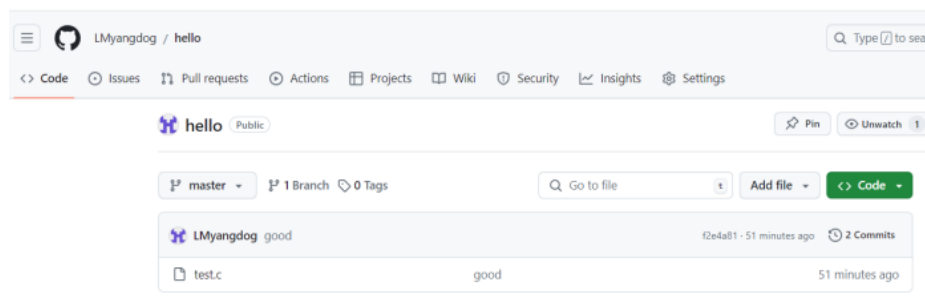 LMyangdog / hello
Type / to sea
Code Issues Pull requests Actions Projects Wiki Security Insights Settings
hello Public
Pin Unwatch 1
master 1 Branch 0 Tags
Go to file t Add file Code
LMyangdog good f2e4a81 · 51 minutes ago 2 Commits
test.c good 51 minutes ago